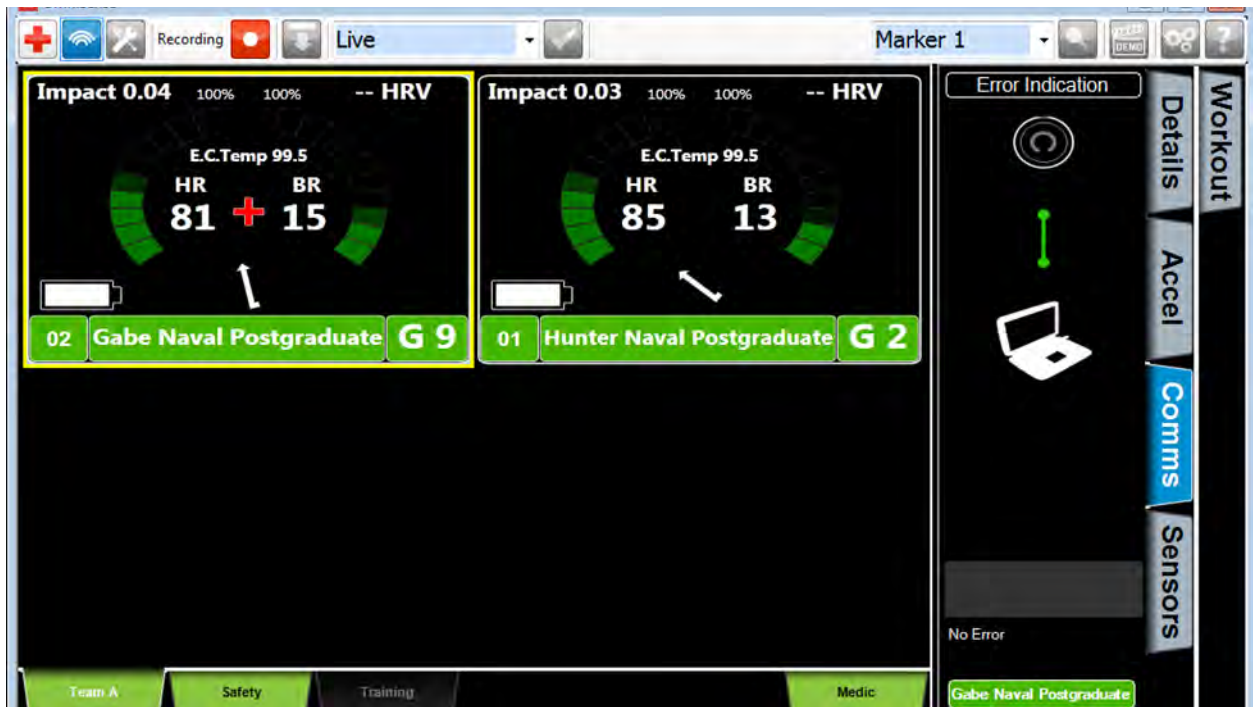 Recording
Live
Marker 1
DEMO
?
Impact 0.04 100% 100% -- HRV
E.C.Temp 99.5
HR BR
81 15
02 Gabe Naval Postgraduate G 9
Impact 0.03 100% 100% -- HRV
E.C.Temp 99.5
HR BR
85 13
01 Hunter Naval Postgraduate G 2
Error Indication
No Error
Gabe Naval Postgraduate
Details
Accel
Comms
Sensors
Workout
Team A Safety Training Medic